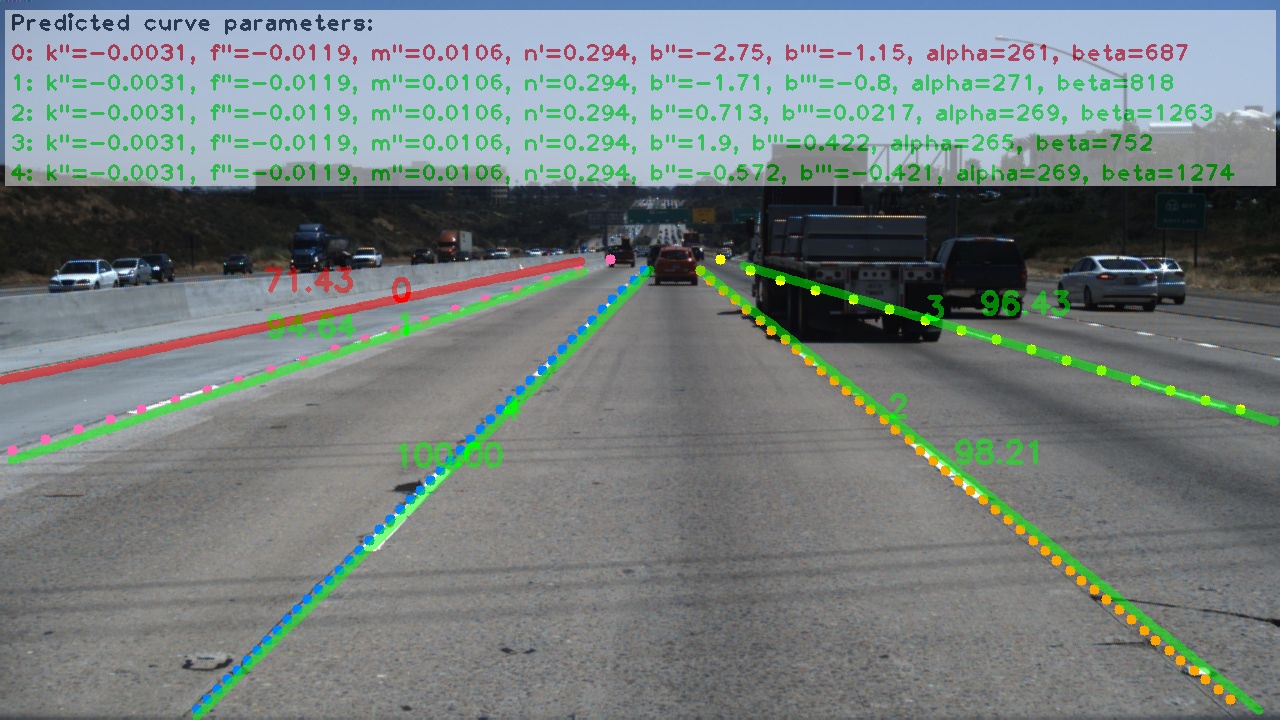 Predicted curve parameters:
0: k''=-0.0031, f''=-0.0119, m''=0.0106, n'=0.294, b''=-2.75, b'''=-1.15, alpha=261, beta=687
1: k''=-0.0031, f''=-0.0119, m''=0.0106, n'=0.294, b''=-1.71, b'''=-0.8, alpha=271, beta=818
2: k''=-0.0031, f''=-0.0119, m''=0.0106, n'=0.294, b''=0.713, b'''=0.0217, alpha=269, beta=1263
3: k''=-0.0031, f''=-0.0119, m''=0.0106, n'=0.294, b''=1.9, b'''=0.422, alpha=265, beta=752
4: k''=-0.0031, f''=-0.0119, m''=0.0106, n'=0.294, b''=-0.572, b'''=-0.421, alpha=269, beta=1274
71.43 0
3 96.43
94.64 1
2
100.00
98.21